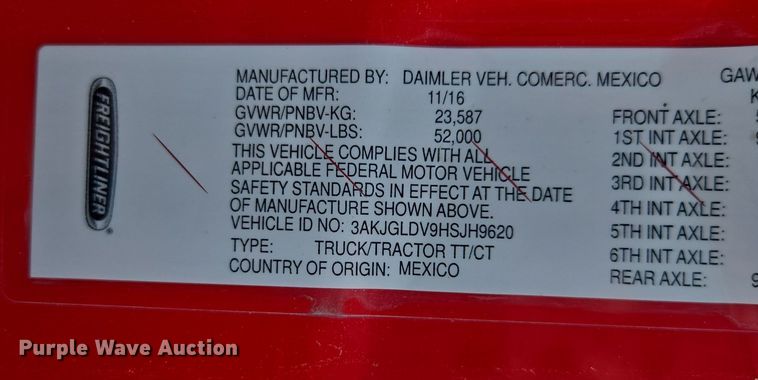 FREIGHTLINER
MANUFACTURED BY: DAIMLER VEH. COMERC. MEXICO
DATE OF MFR: 11/16
GVWR/PNBV-KG: 23,587
GVWR/PNBV-LBS: 52,000
THIS VEHICLE COMPLIES WITH ALL
APPLICABLE FEDERAL MOTOR VEHICLE
SAFETY STANDARDS IN EFFECT AT THE DATE
OF MANUFACTURE SHOWN ABOVE.
VEHICLE ID NO: 3AKJGLDV9HSJH9620
TYPE: TRUCK/TRACTOR TT/CT
COUNTRY OF ORIGIN: MEXICO
GAW
FRONT AXLE:
1ST INT AXLE:
2ND INT AXLE:
3RD INT AXLE:
4TH INT AXLE:
5TH INT AXLE:
6TH INT AXLE:
REAR AXLE:
Purple Wave Auction